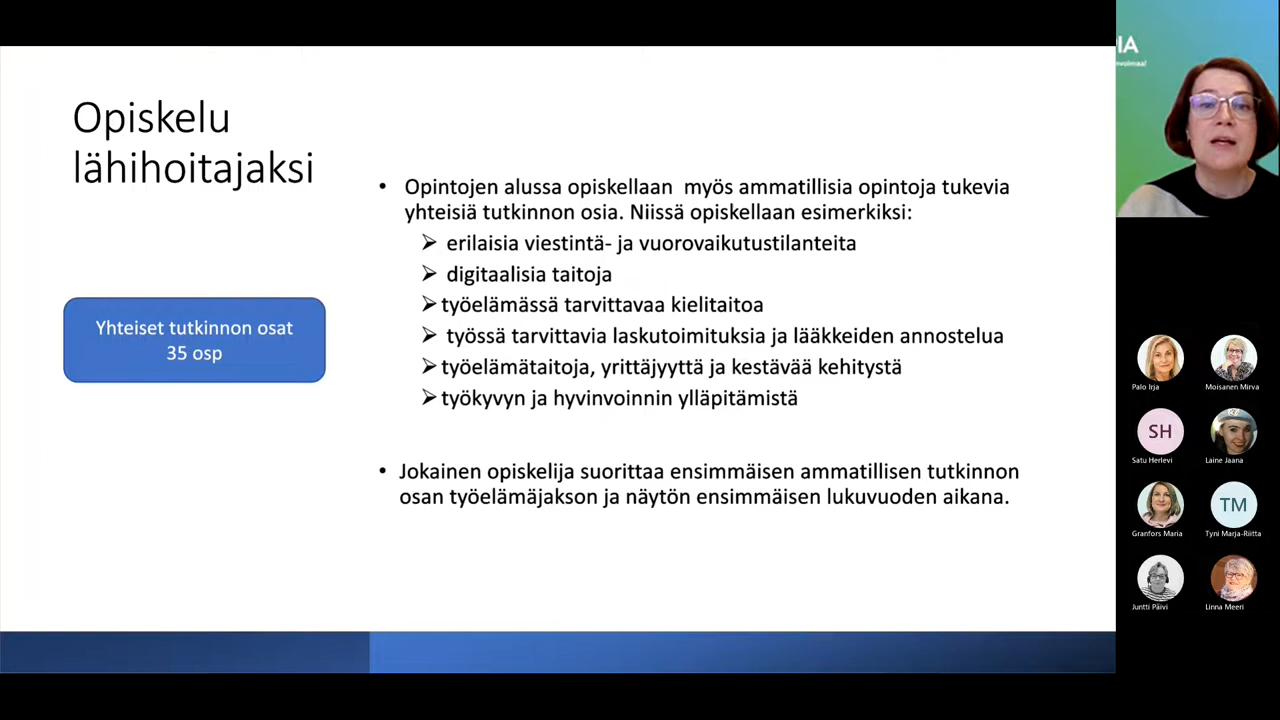 Opiskelu
lähihoitajaksi
Yhteiset tutkinnon osat
35 osp
• Opintojen alussa opiskellaan myös ammatillisia opintoja tukevia
yhteisiä tutkinnon osia. Niissä opiskellaan esimerkiksi:
➢ erilaisia viestintä- ja vuorovaikutustilanteita
➢ digitaalisia taitoja
➢ työelämässä tarvittavaa kielitaitoa
➢ työssä tarvittavia laskutoimituksia ja lääkkeiden annostelua
➢ työelämätaitoja, yrittäjyyttä ja kestävää kehitystä
➢ työkyvyn ja hyvinvoinnin ylläpitämistä
• Jokainen opiskelija suorittaa ensimmäisen ammatillisen tutkinnon
osan työelämäjakson ja näytön ensimmäisen lukuvuoden aikana.
IA
Palo Irja
Moisanen Mirva
SH
Satu Herlevi
Laine Jaana
Granfors Maria
TM
Tyni Marja-Riitta
Juntti Päivi
Linna Meeri